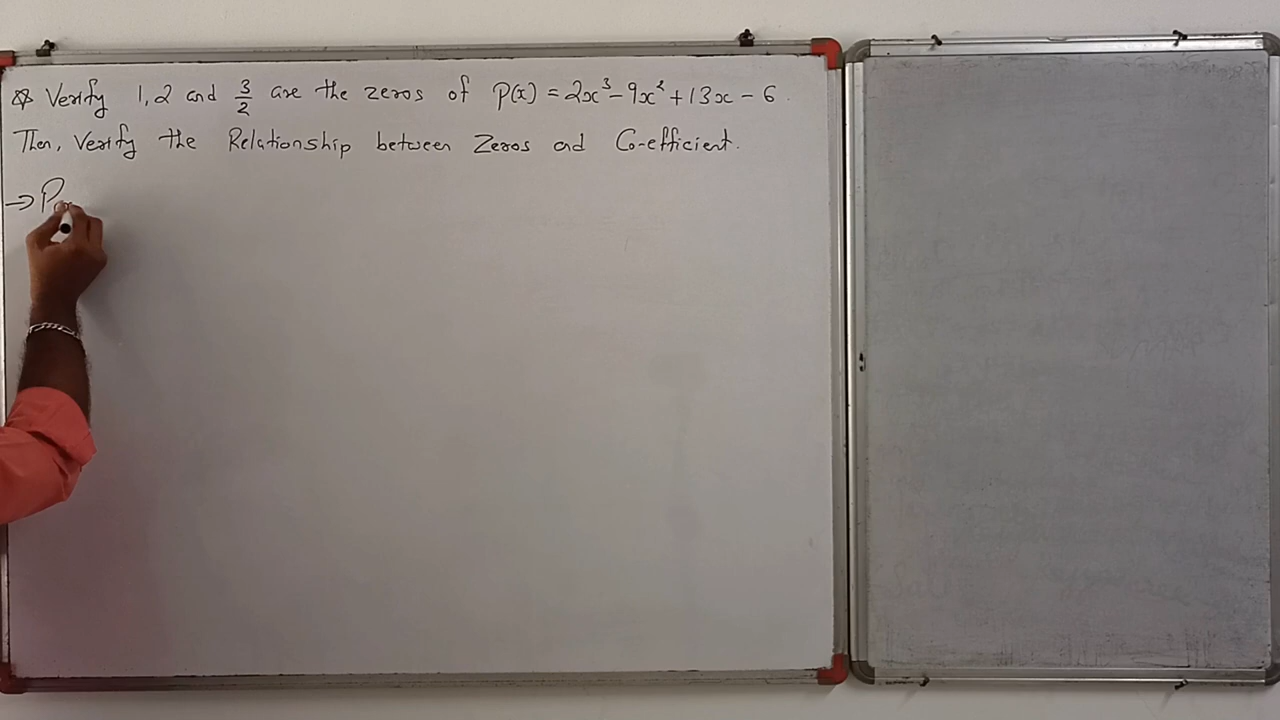 Verify 1, 2 and 3/2 are the zeros of P(x) = 2x³ - 9x² + 13x - 6.
Then, Verify the Relationship between Zeros and Co-efficient.
→ P